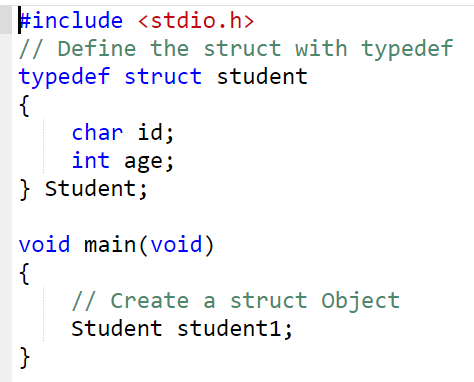 #include <stdio.h>
// Define the struct with typedef
typedef struct student
{
    char id;
    int age;
} Student;

void main(void)
{
    // Create a struct Object
    Student student1;
}